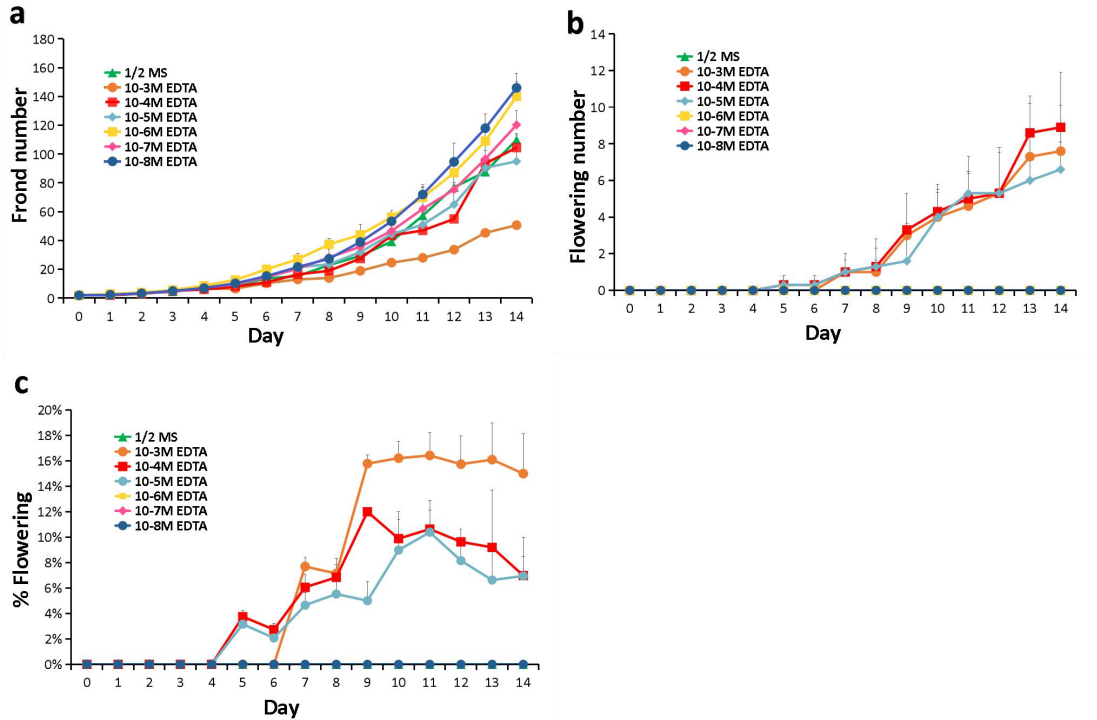 a
180
160
140
120
100
80
60
40
20
0
Frond number
1/2 MS
10-3M EDTA
10-4M EDTA
10-5M EDTA
10-6M EDTA
10-7M EDTA
10-8M EDTA
0 1 2 3 4 5 6 7 8 9 10 11 12 13 14
Day
b
14
12
10
8
6
4
2
0
Flowering number
1/2 MS
10-3M EDTA
10-4M EDTA
10-5M EDTA
10-6M EDTA
10-7M EDTA
10-8M EDTA
0 1 2 3 4 5 6 7 8 9 10 11 12 13 14
Day
c
20%
18%
16%
14%
12%
10%
8%
6%
4%
2%
0%
% Flowering
1/2 MS
10-3M EDTA
10-4M EDTA
10-5M EDTA
10-6M EDTA
10-7M EDTA
10-8M EDTA
0 1 2 3 4 5 6 7 8 9 10 11 12 13 14
Day